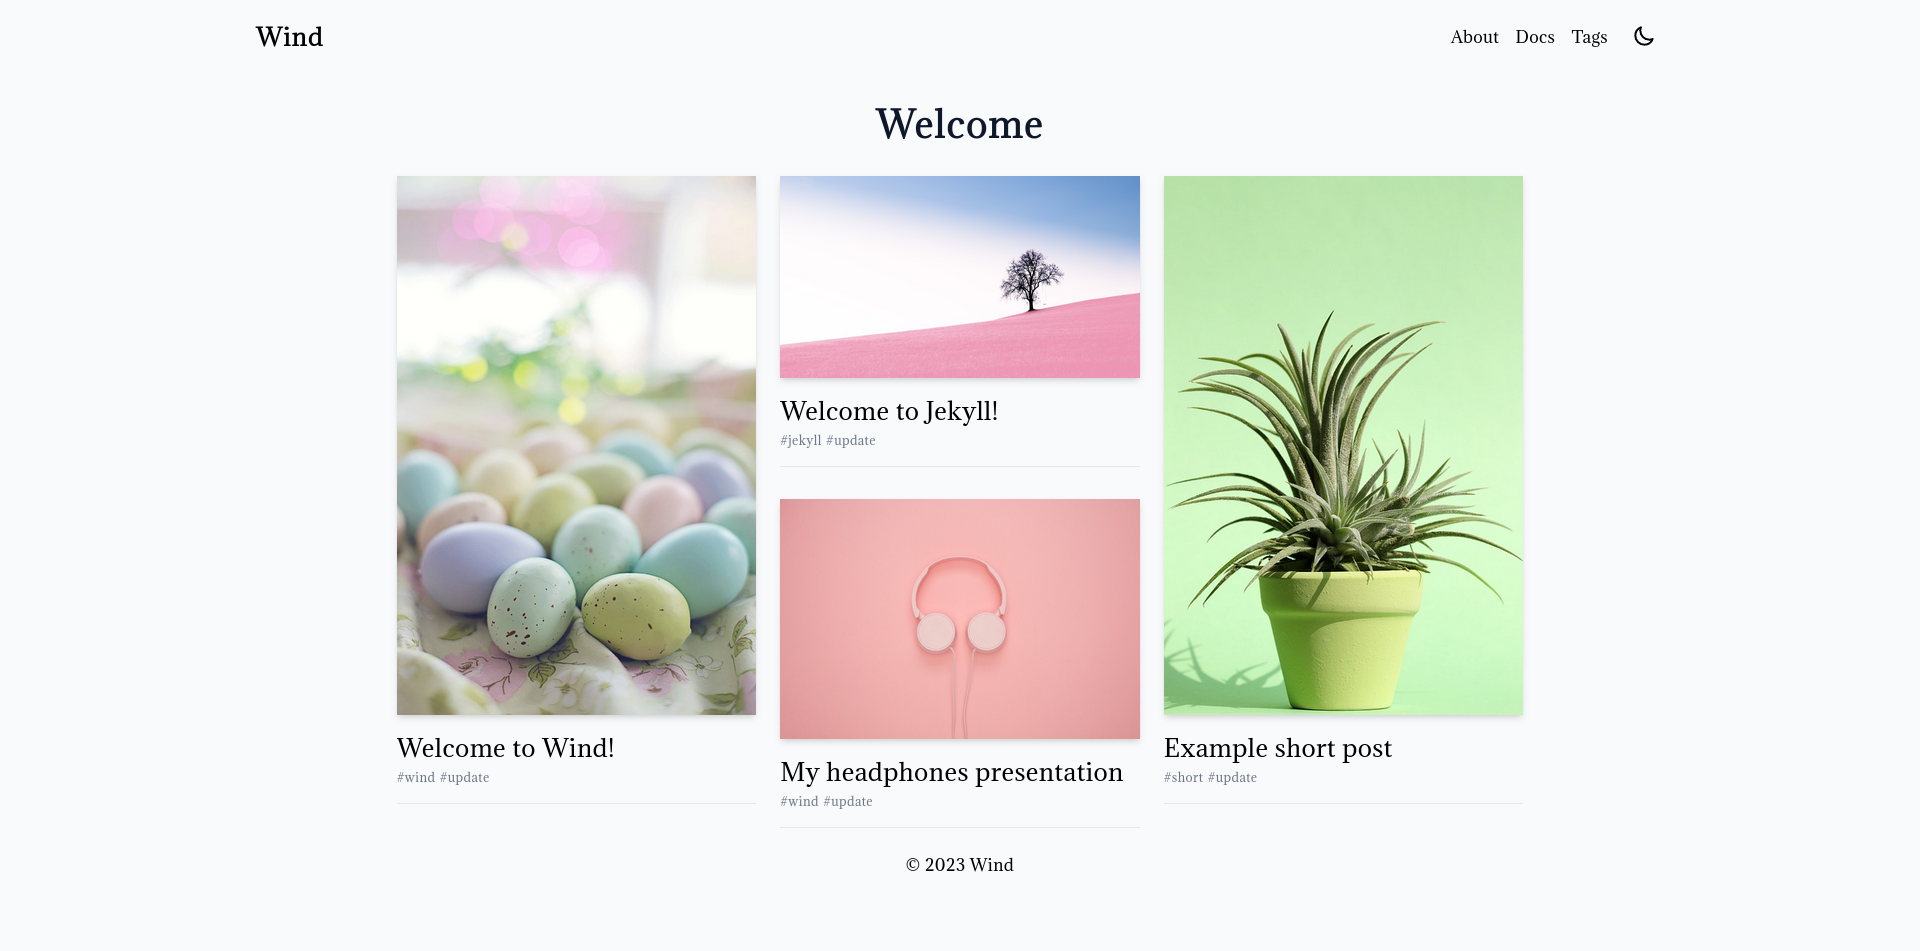 Wind
About Docs Tags
Welcome
Welcome to Wind!
#wind #update
Welcome to Jekyll!
#jekyll #update
My headphones presentation
#wind #update
Example short post
#short #update
© 2023 Wind